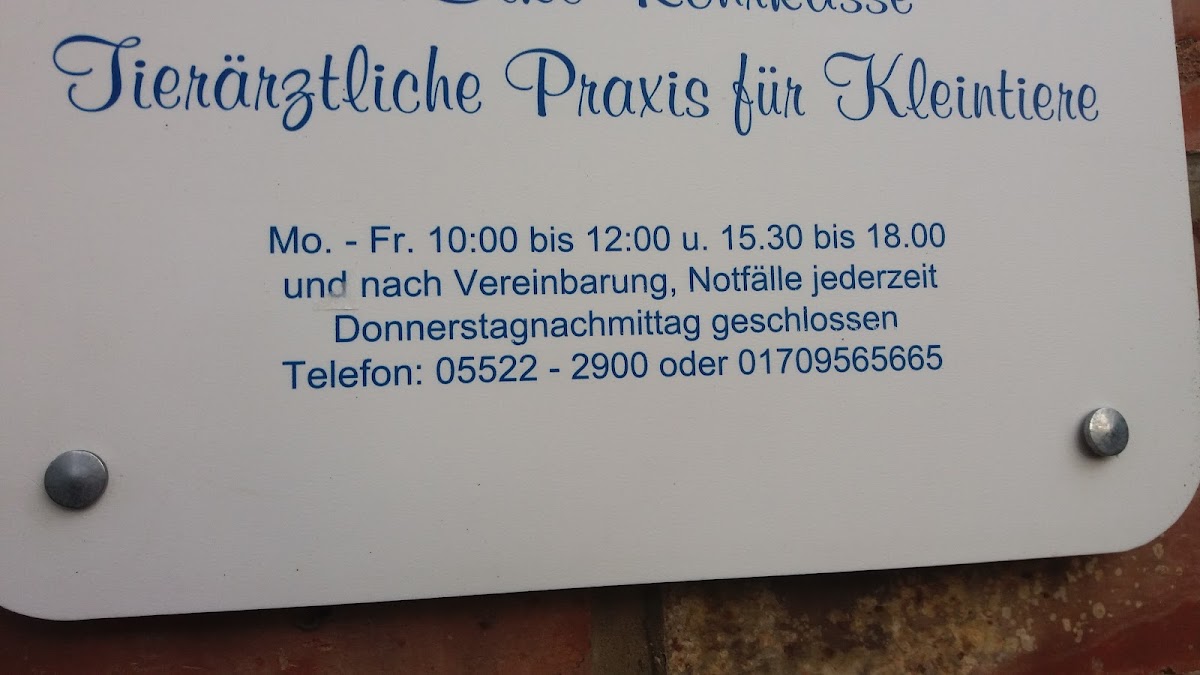 Tierärztliche Praxis für Kleintiere
Mo. - Fr. 10:00 bis 12:00 u. 15.30 bis 18.00
und nach Vereinbarung, Notfälle jederzeit
Donnerstagnachmittag geschlossen
Telefon: 05522 - 2900 oder 01709565665